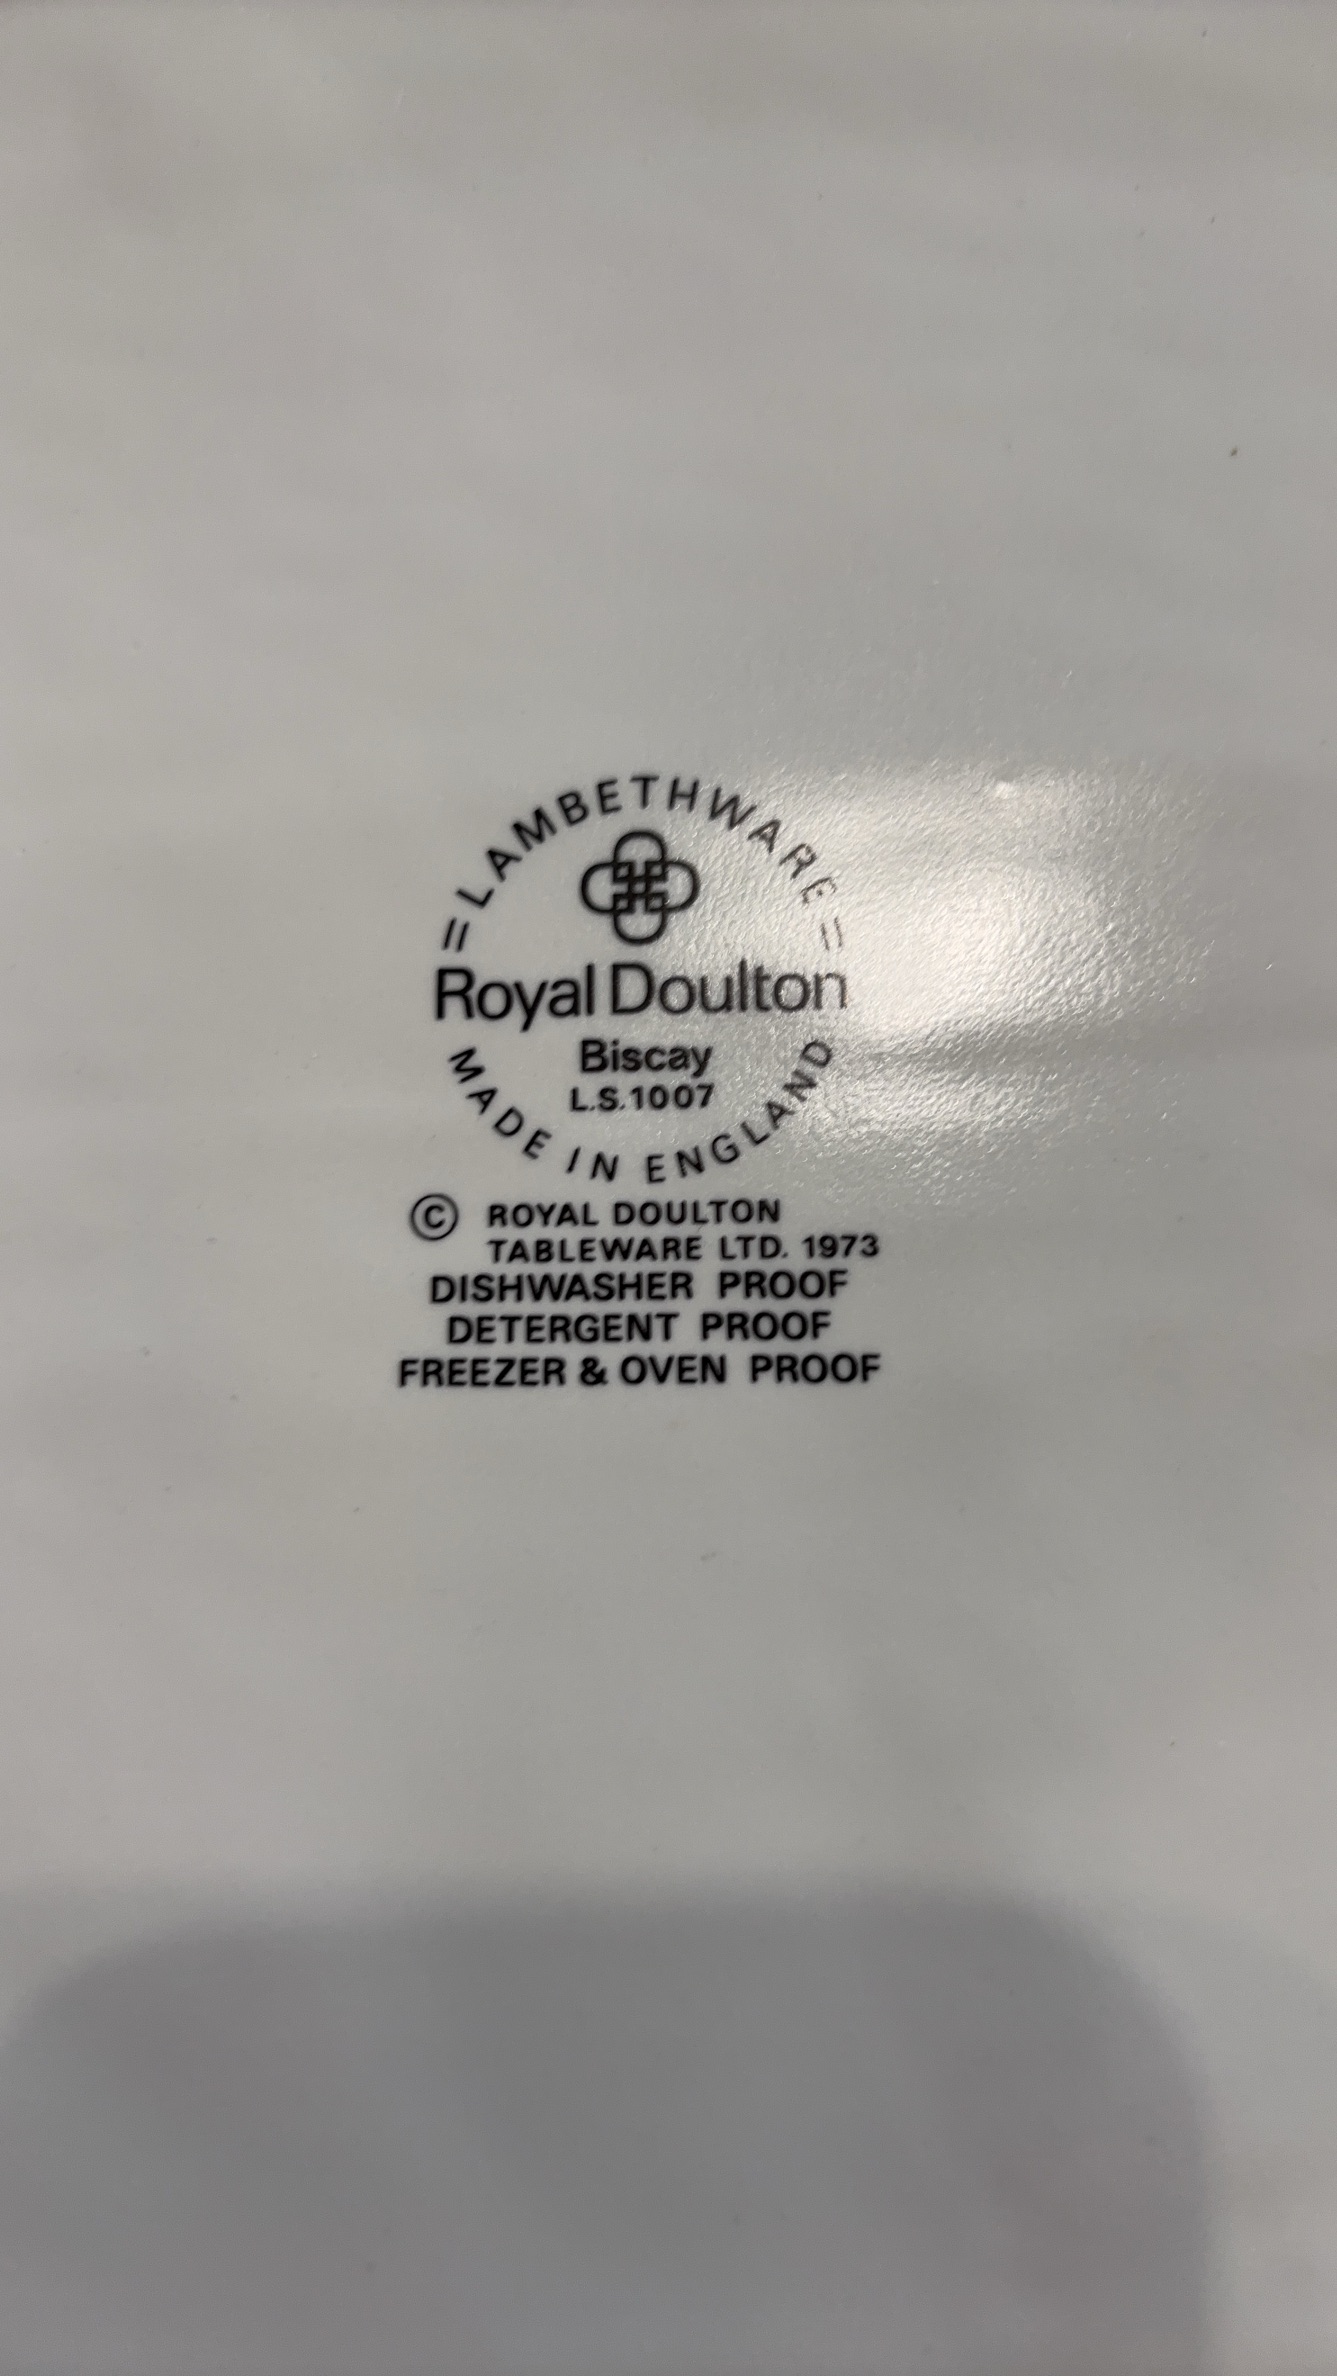 =LAMBETHWARE=
Royal Doulton
Biscay
L.S.1007
MADE IN ENGLAND
© ROYAL DOULTON
TABLEWARE LTD. 1973
DISHWASHER PROOF
DETERGENT PROOF
FREEZER & OVEN PROOF